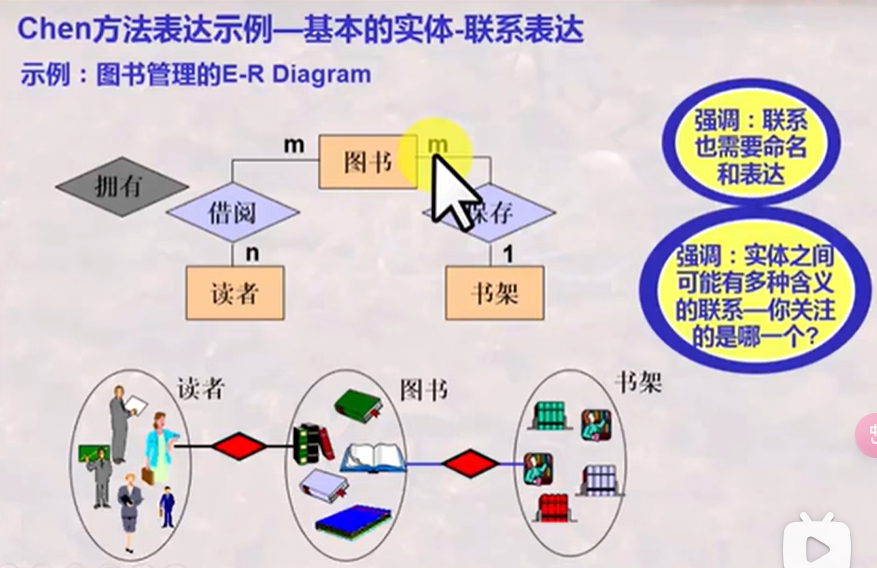 Chen方法表达示例—基本的实体-联系表达
示例：图书管理的E-R Diagram
m
图书
m
拥有
借阅
保存
n
1
读者
书架
强调：联系
也需要命名
和表达
强调：实体之间
可能有多种含义
的联系—你关注
的是哪一个？
读者
图书
书架